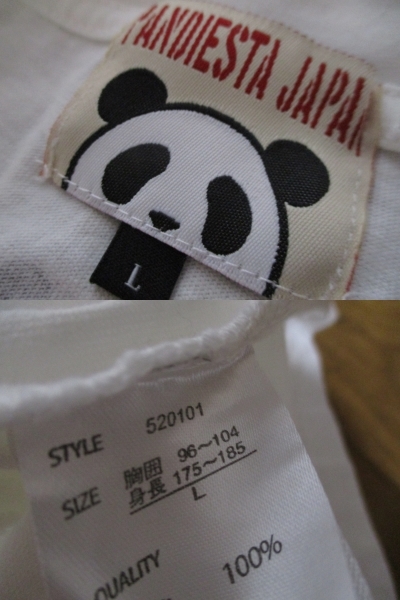 PANDIESTA JAPAN
L
STYLE 520101
SIZE 胸囲 96〜104
身長 175〜185
L
QUALITY 100%